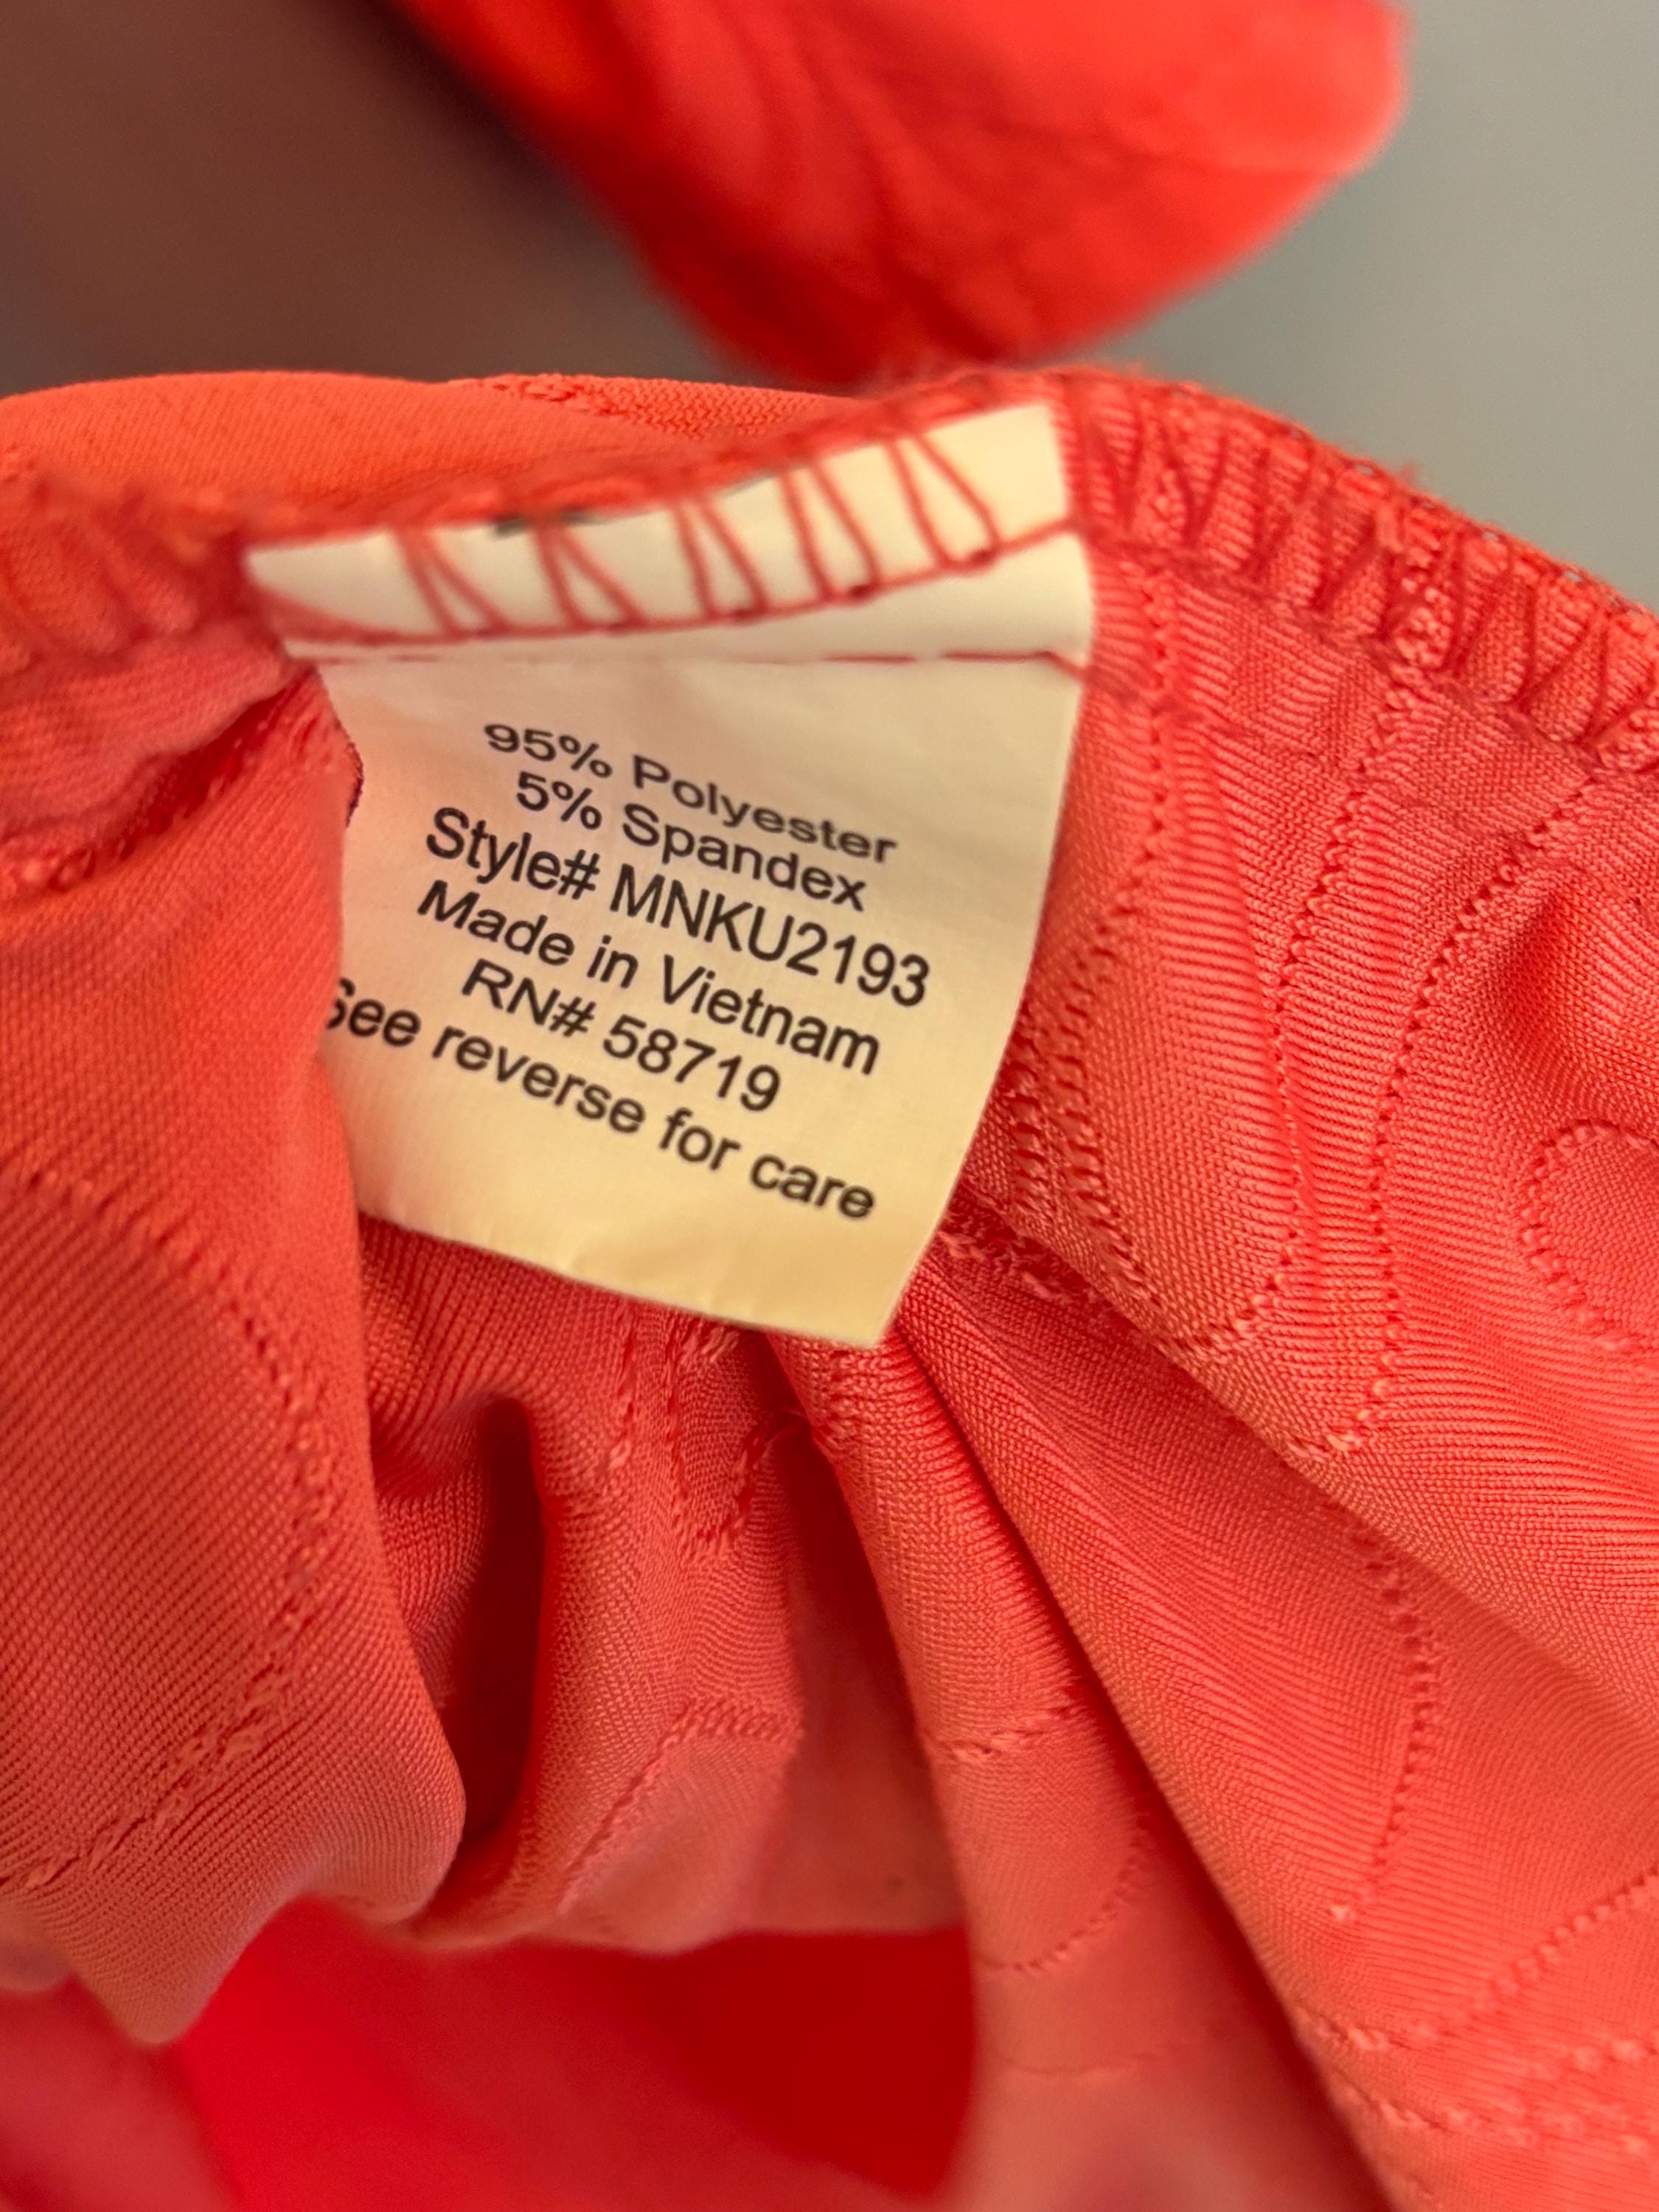 95% Polyester
5% Spandex
Style# MNKU2193
Made in Vietnam
RN# 58719
See reverse for care